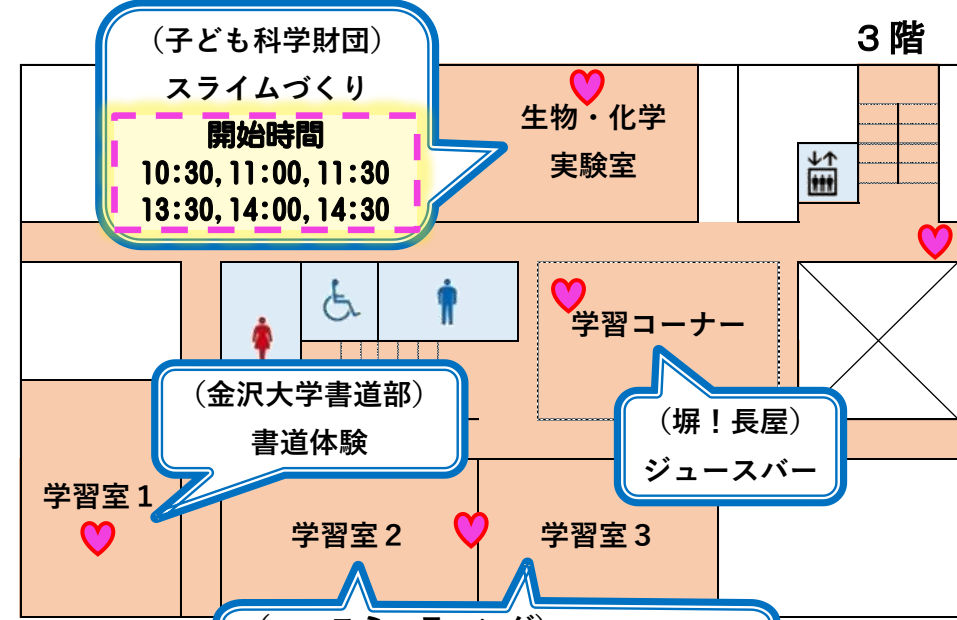 ３階
（子ども科学財団）
スライムづくり
開始時間
10:30, 11:00, 11:30
13:30, 14:00, 14:30
生物・化学
実験室
学習コーナー
（塀！長屋）
ジュースバー
（金沢大学書道部）
書道体験
学習室１
学習室２
学習室３